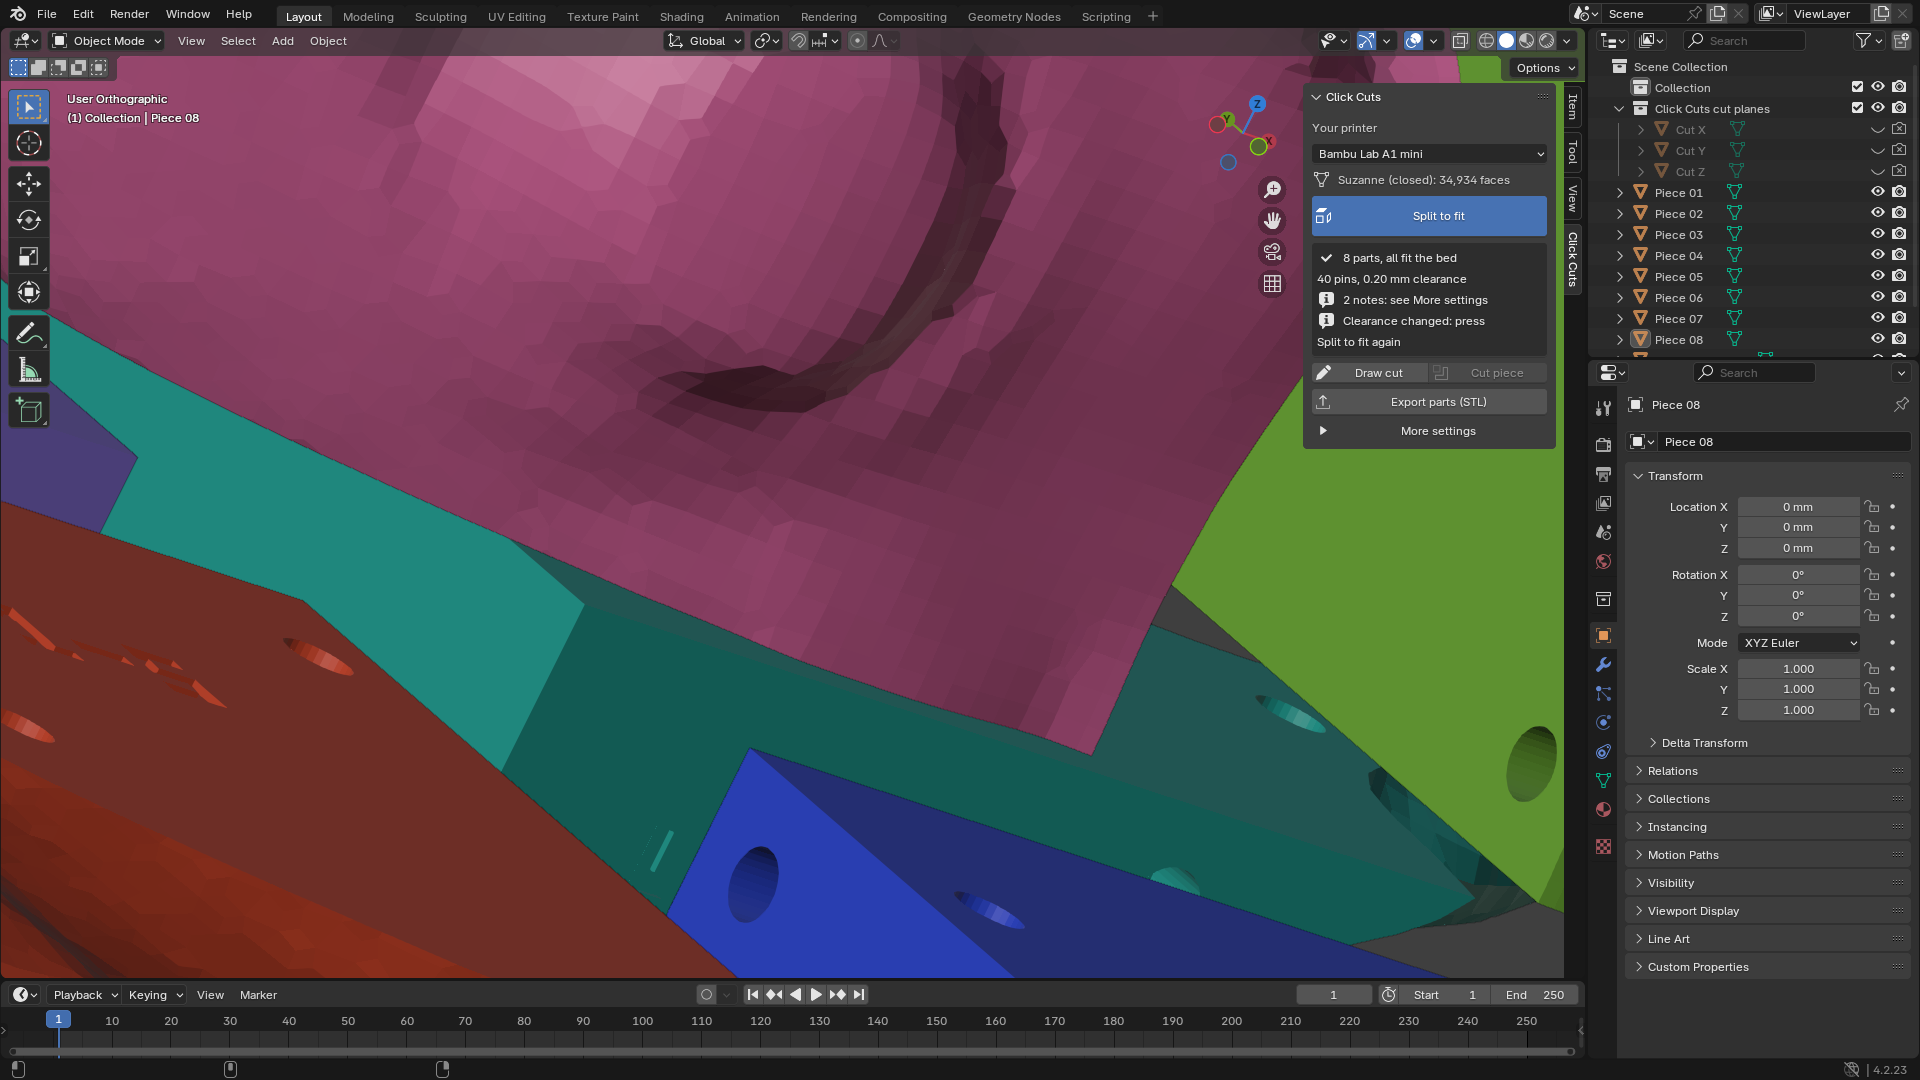 File Edit Render Window Help Layout Modeling Sculpting UV Editing Texture Paint Shading Animation Rendering Compositing Geometry Nodes Scripting Scene ViewLayer
Object Mode View Select Add Object Global Search
Options
User Orthographic
(1) Collection | Piece 08
Z
Y
X
Click Cuts
Your printer
Bambu Lab A1 mini
Suzanne (closed): 34,934 faces
Split to fit
8 parts, all fit the bed
40 pins, 0.20 mm clearance
2 notes: see More settings
Clearance changed: press
Split to fit again
Draw cut Cut piece
Export parts (STL)
More settings
Item
Tool
View
Click Cuts
Scene Collection
Collection
Click Cuts cut planes
Cut X
Cut Y
Cut Z
Piece 01
Piece 02
Piece 03
Piece 04
Piece 05
Piece 06
Piece 07
Piece 08
Search
Piece 08
Piece 08
Transform
Location X 0 mm
Y 0 mm
Z 0 mm
Rotation X 0°
Y 0°
Z 0°
Mode XYZ Euler
Scale X 1.000
Y 1.000
Z 1.000
Delta Transform
Relations
Collections
Instancing
Motion Paths
Visibility
Viewport Display
Line Art
Custom Properties
Playback Keying View Marker 1 Start 1 End 250
1 10 20 30 40 50 60 70 80 90 100 110 120 130 140 150 160 170 180 190 200 210 220 230 240 250
4.2.23